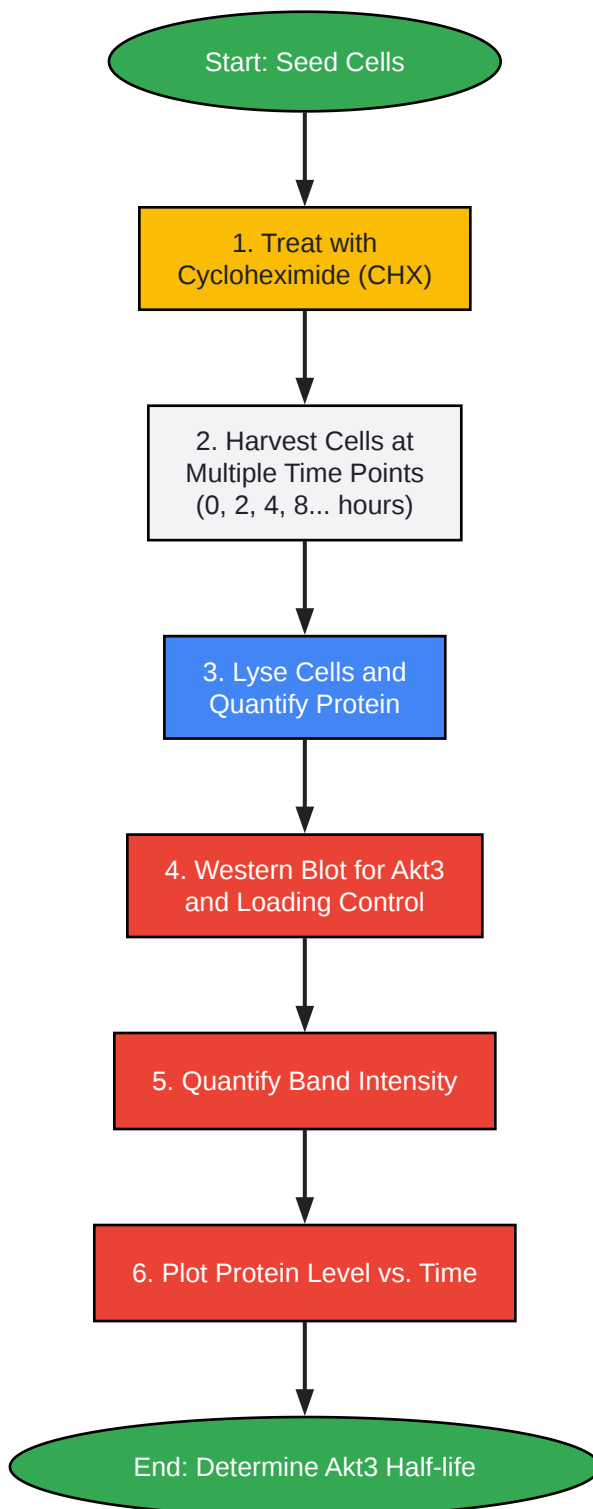 Start: Seed Cells
1. Treat with
Cycloheximide (CHX)
2. Harvest Cells at
Multiple Time Points
(0, 2, 4, 8... hours)
3. Lyse Cells and
Quantify Protein
4. Western Blot for Akt3
and Loading Control
5. Quantify Band Intensity
6. Plot Protein Level vs. Time
End: Determine Akt3 Half-life